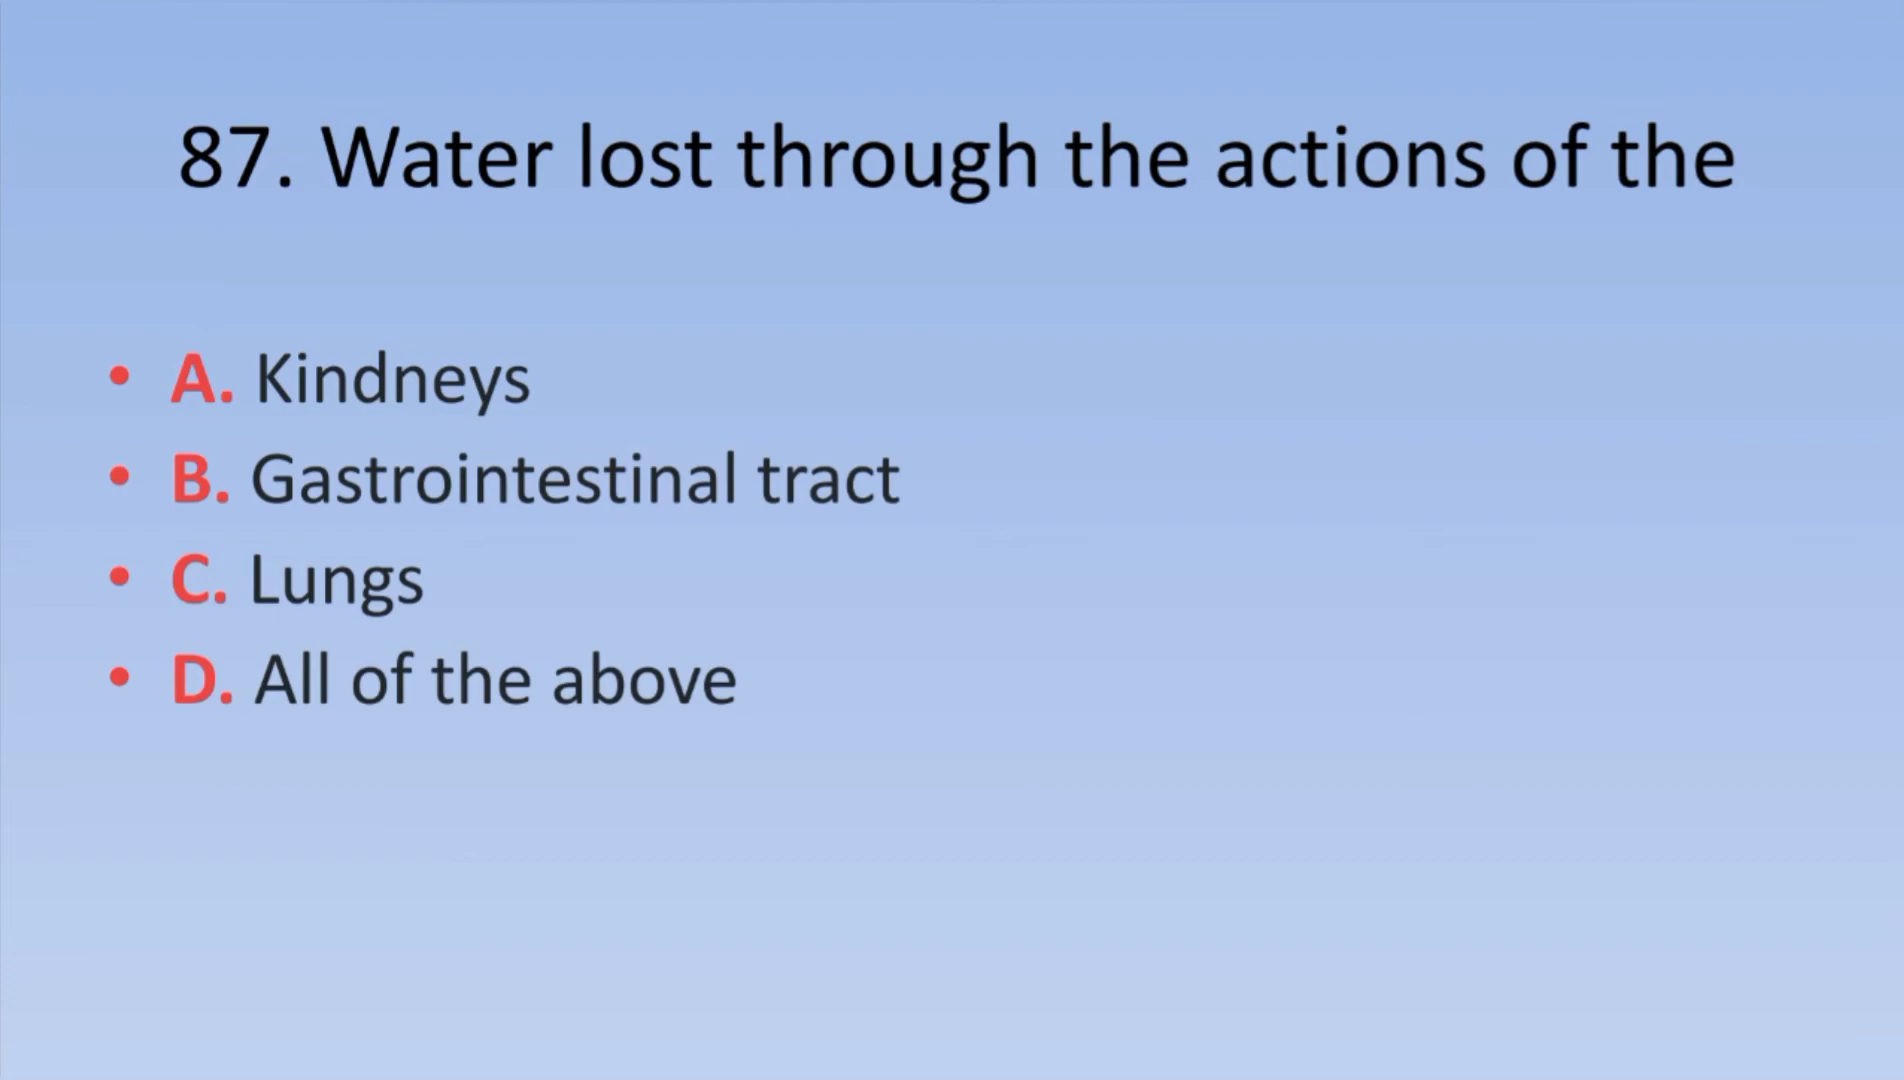 87. Water lost through the actions of the
• A. Kindneys
• B. Gastrointestinal tract
• C. Lungs
• D. All of the above